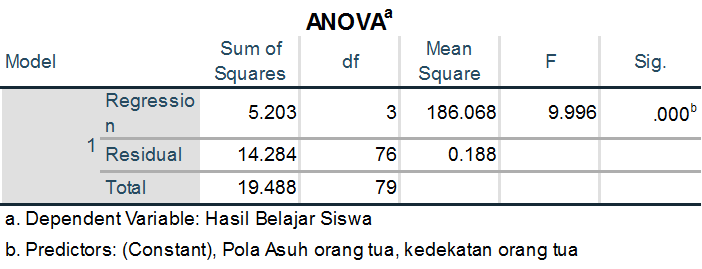 ANOVAa
Model Sum of Squares df Mean Square F Sig.
1 Regression 5.203 3 186.068 9.996 .000b
Residual 14.284 76 0.188
Total 19.488 79
a. Dependent Variable: Hasil Belajar Siswa
b. Predictors: (Constant), Pola Asuh orang tua, kedekatan orang tua